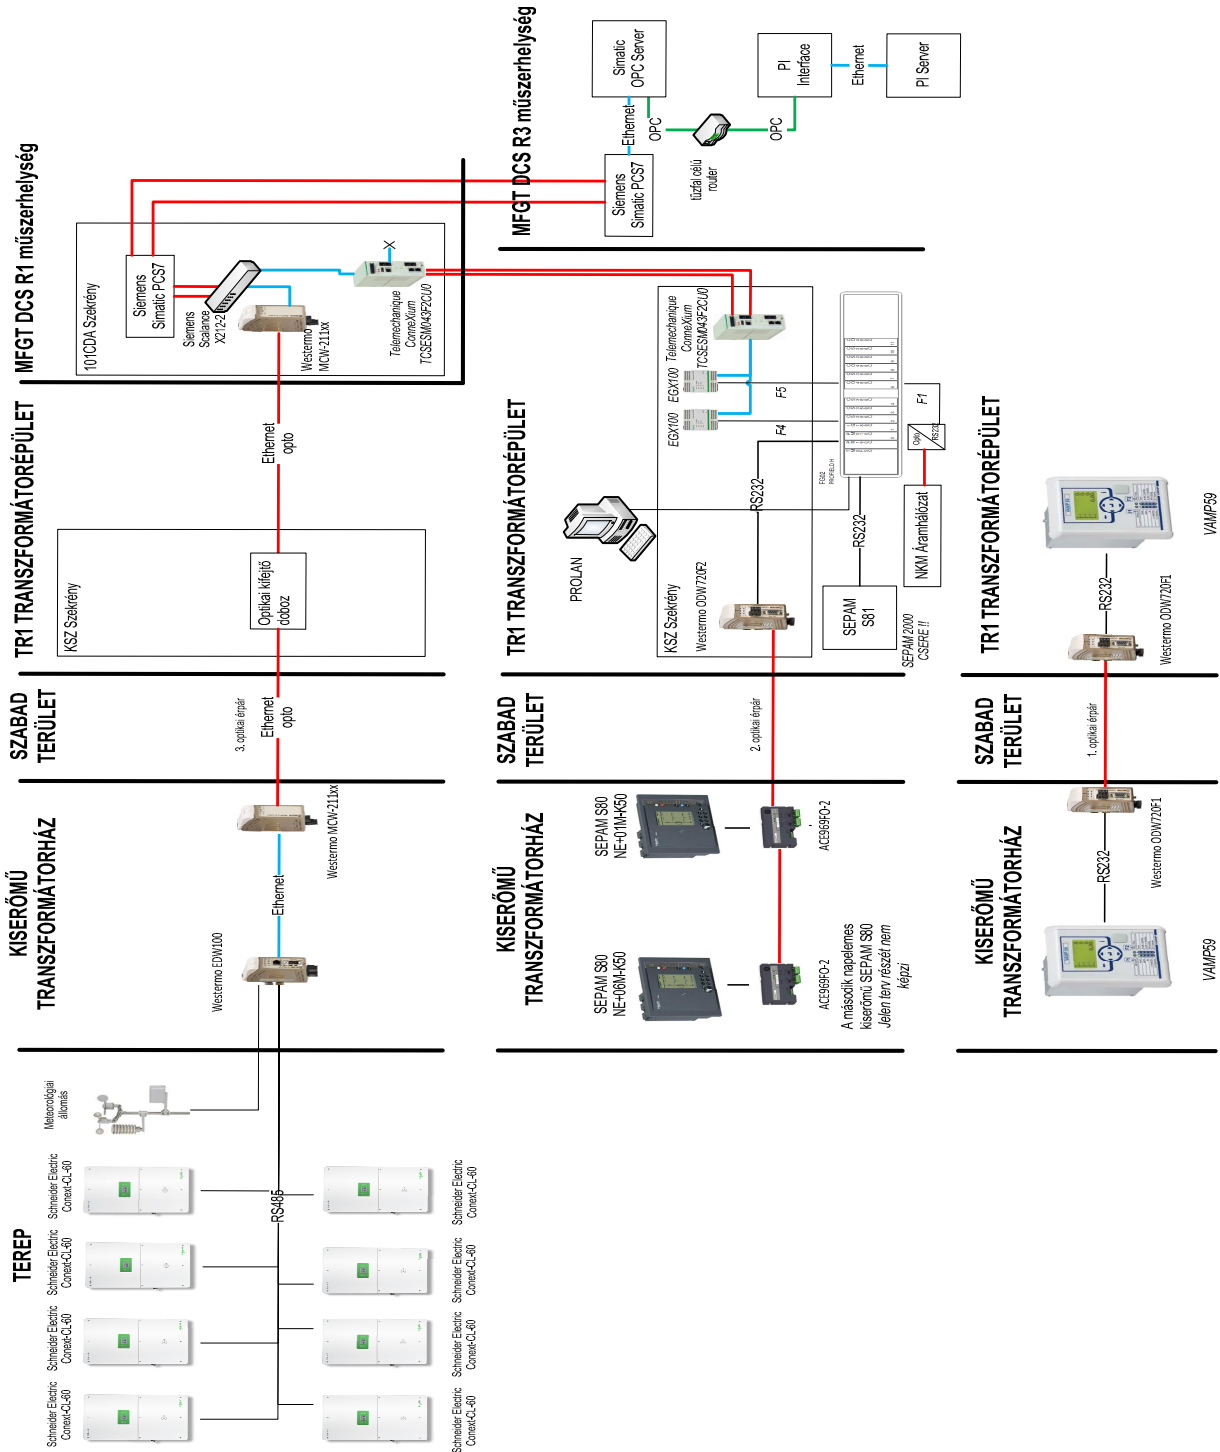 MFGT DCS R1 műszerhelység
101CDA Szekrény
Siemens
Simatic PCS7
Siemens
Scalance
X212-2
Westermo
MCW-211xx
Telemechanique
ConneXium
TCSESM043F2CU0
X
TR1 TRANSZFORMÁTORÉPÜLET
Ethernet
opto
KSZ Szekrény
Optikai kifejtő
doboz
SZABAD
TERÜLET
3. optikai érpár
Ethernet
opto
KISERŐMŰ
TRANSZFORMÁTORHÁZ
Westermo MCW-211xx
Ethernet
Westermo EDW100
TEREP
Meteorológiai
állomás
RS485
Schneider Electric
Conext-CL-60
Schneider Electric
Conext-CL-60
Schneider Electric
Conext-CL-60
Schneider Electric
Conext-CL-60
Schneider Electric
Conext-CL-60
Schneider Electric
Conext-CL-60
Schneider Electric
Conext-CL-60
Schneider Electric
Conext-CL-60
MFGT DCS R3 műszerhelység
Simatic
OPC Server
PI
Interface
Ethernet
PI Server
Ethernet
OPC
OPC
Siemens
Simatic PCS7
tűzfal célú
router
TR1 TRANSZFORMÁTORÉPÜLET
KSZ Szekrény
Telemechanique
ConneXium
TCSESM043F2CU0
EGX100
EGX100
F5
F4
F1
PROLAN
RS232
FG02
PROFIELD H
Opto
RS232
RS232
NKM Áramhálózat
Westermo ODW720F2
SEPAM
S81
SEPAM 2000
CSERE !!
SZABAD
TERÜLET
2. optikai érpár
KISERŐMŰ
TRANSZFORMÁTORHÁZ
SEPAM S80
NE+01M-K50
ACE969FO-2
SEPAM S80
NE+06M-K50
ACE969FO-2
A második napelemes
kiserőmű SEPAM S80
Jelen terv részét nem
képzi
TR1 TRANSZFORMÁTORÉPÜLET
VAMP59
RS232
Westermo ODW720F1
SZABAD
TERÜLET
1. optikai érpár
KISERŐMŰ
TRANSZFORMÁTORHÁZ
Westermo ODW720F1
RS232
VAMP59